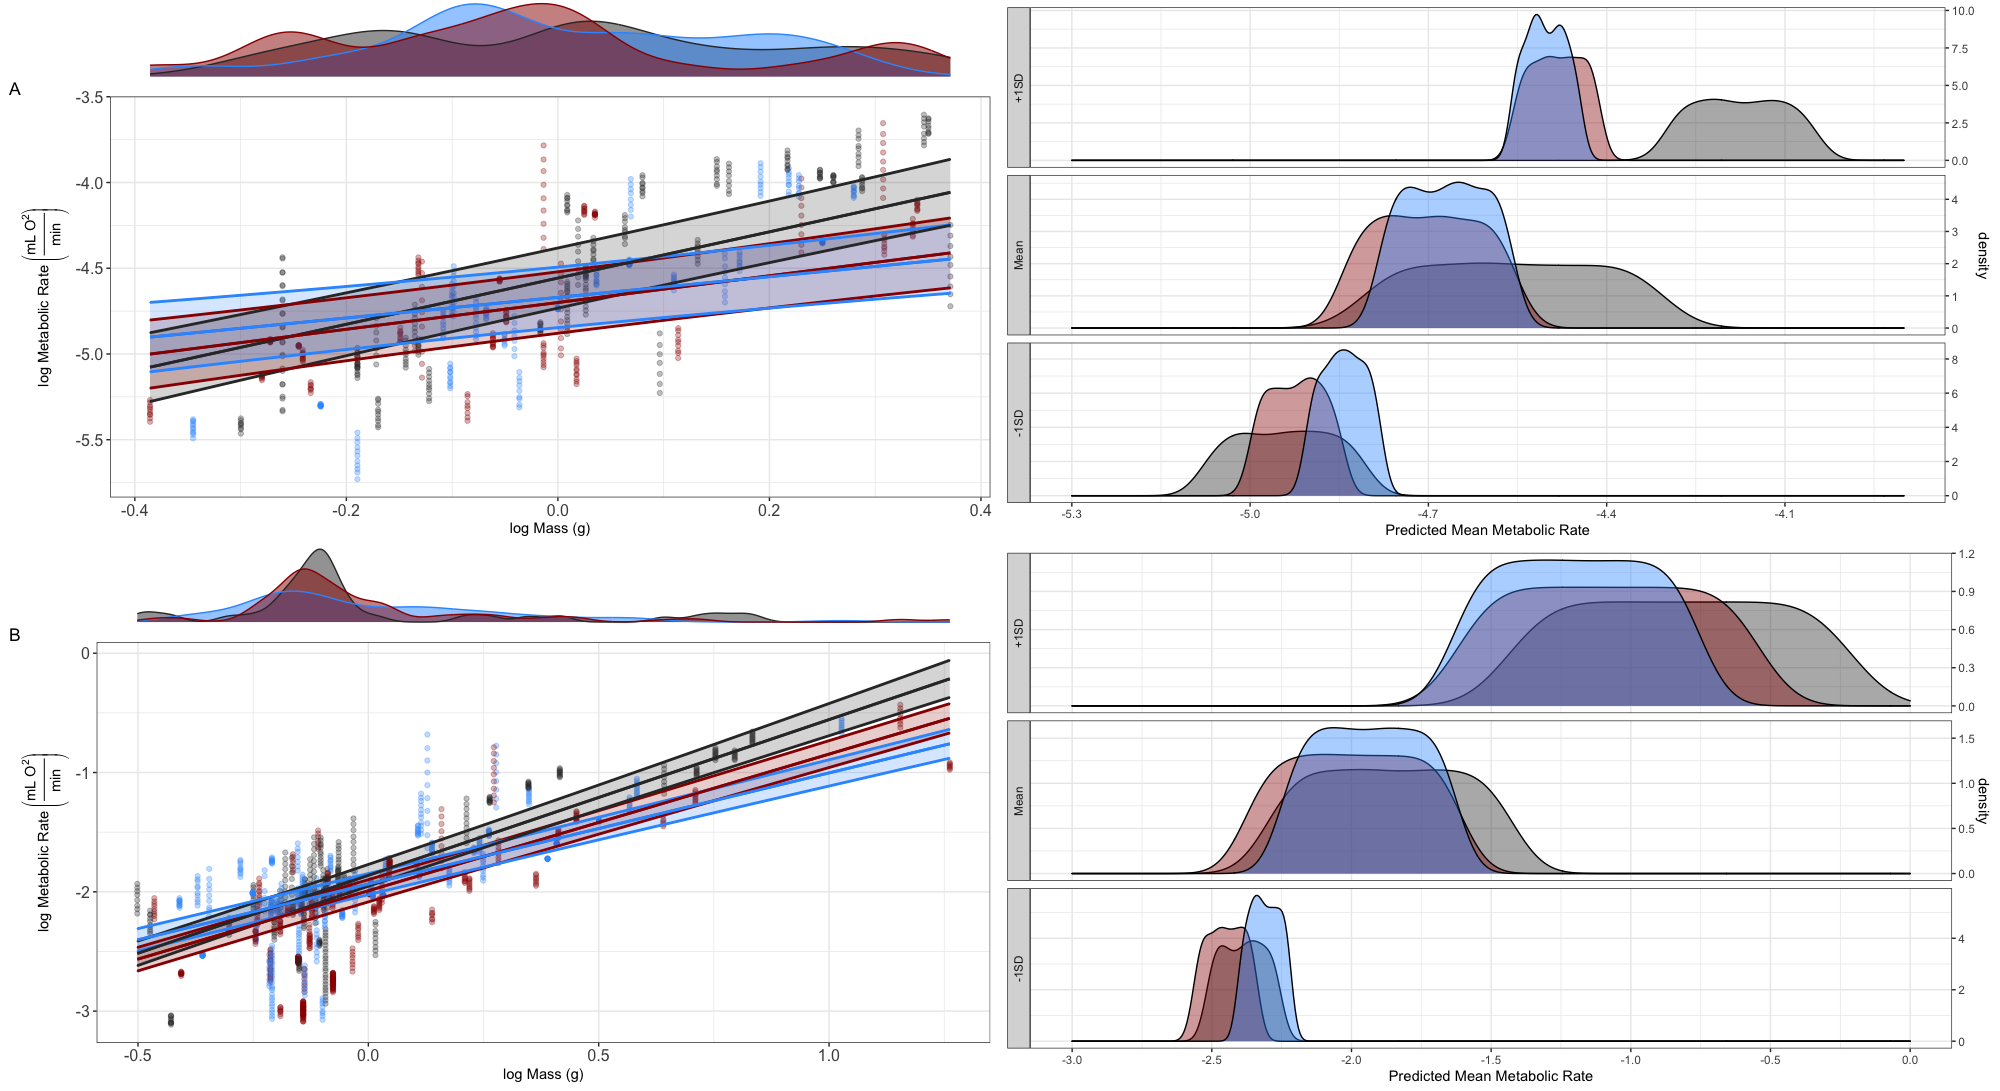 A
-3.5
-4.0
-4.5
-5.0
-5.5
log Metabolic Rate (mL O2/min)
-0.4 -0.2 0.0 0.2 0.4
log Mass (g)
+1SD
10.0
7.5
5.0
2.5
0.0
Mean
4
3
2
1
0
density
-1SD
8
6
4
2
0
-5.3 -5.0 -4.7 -4.4 -4.1
Predicted Mean Metabolic Rate
B
0
-1
-2
-3
log Metabolic Rate (mL O2/min)
-0.5 0.0 0.5 1.0
log Mass (g)
+1SD
1.2
0.9
0.6
0.3
0.0
Mean
1.5
1.0
0.5
0.0
density
-1SD
4
2
0
-3.0 -2.5 -2.0 -1.5 -1.0 -0.5 0.0
Predicted Mean Metabolic Rate